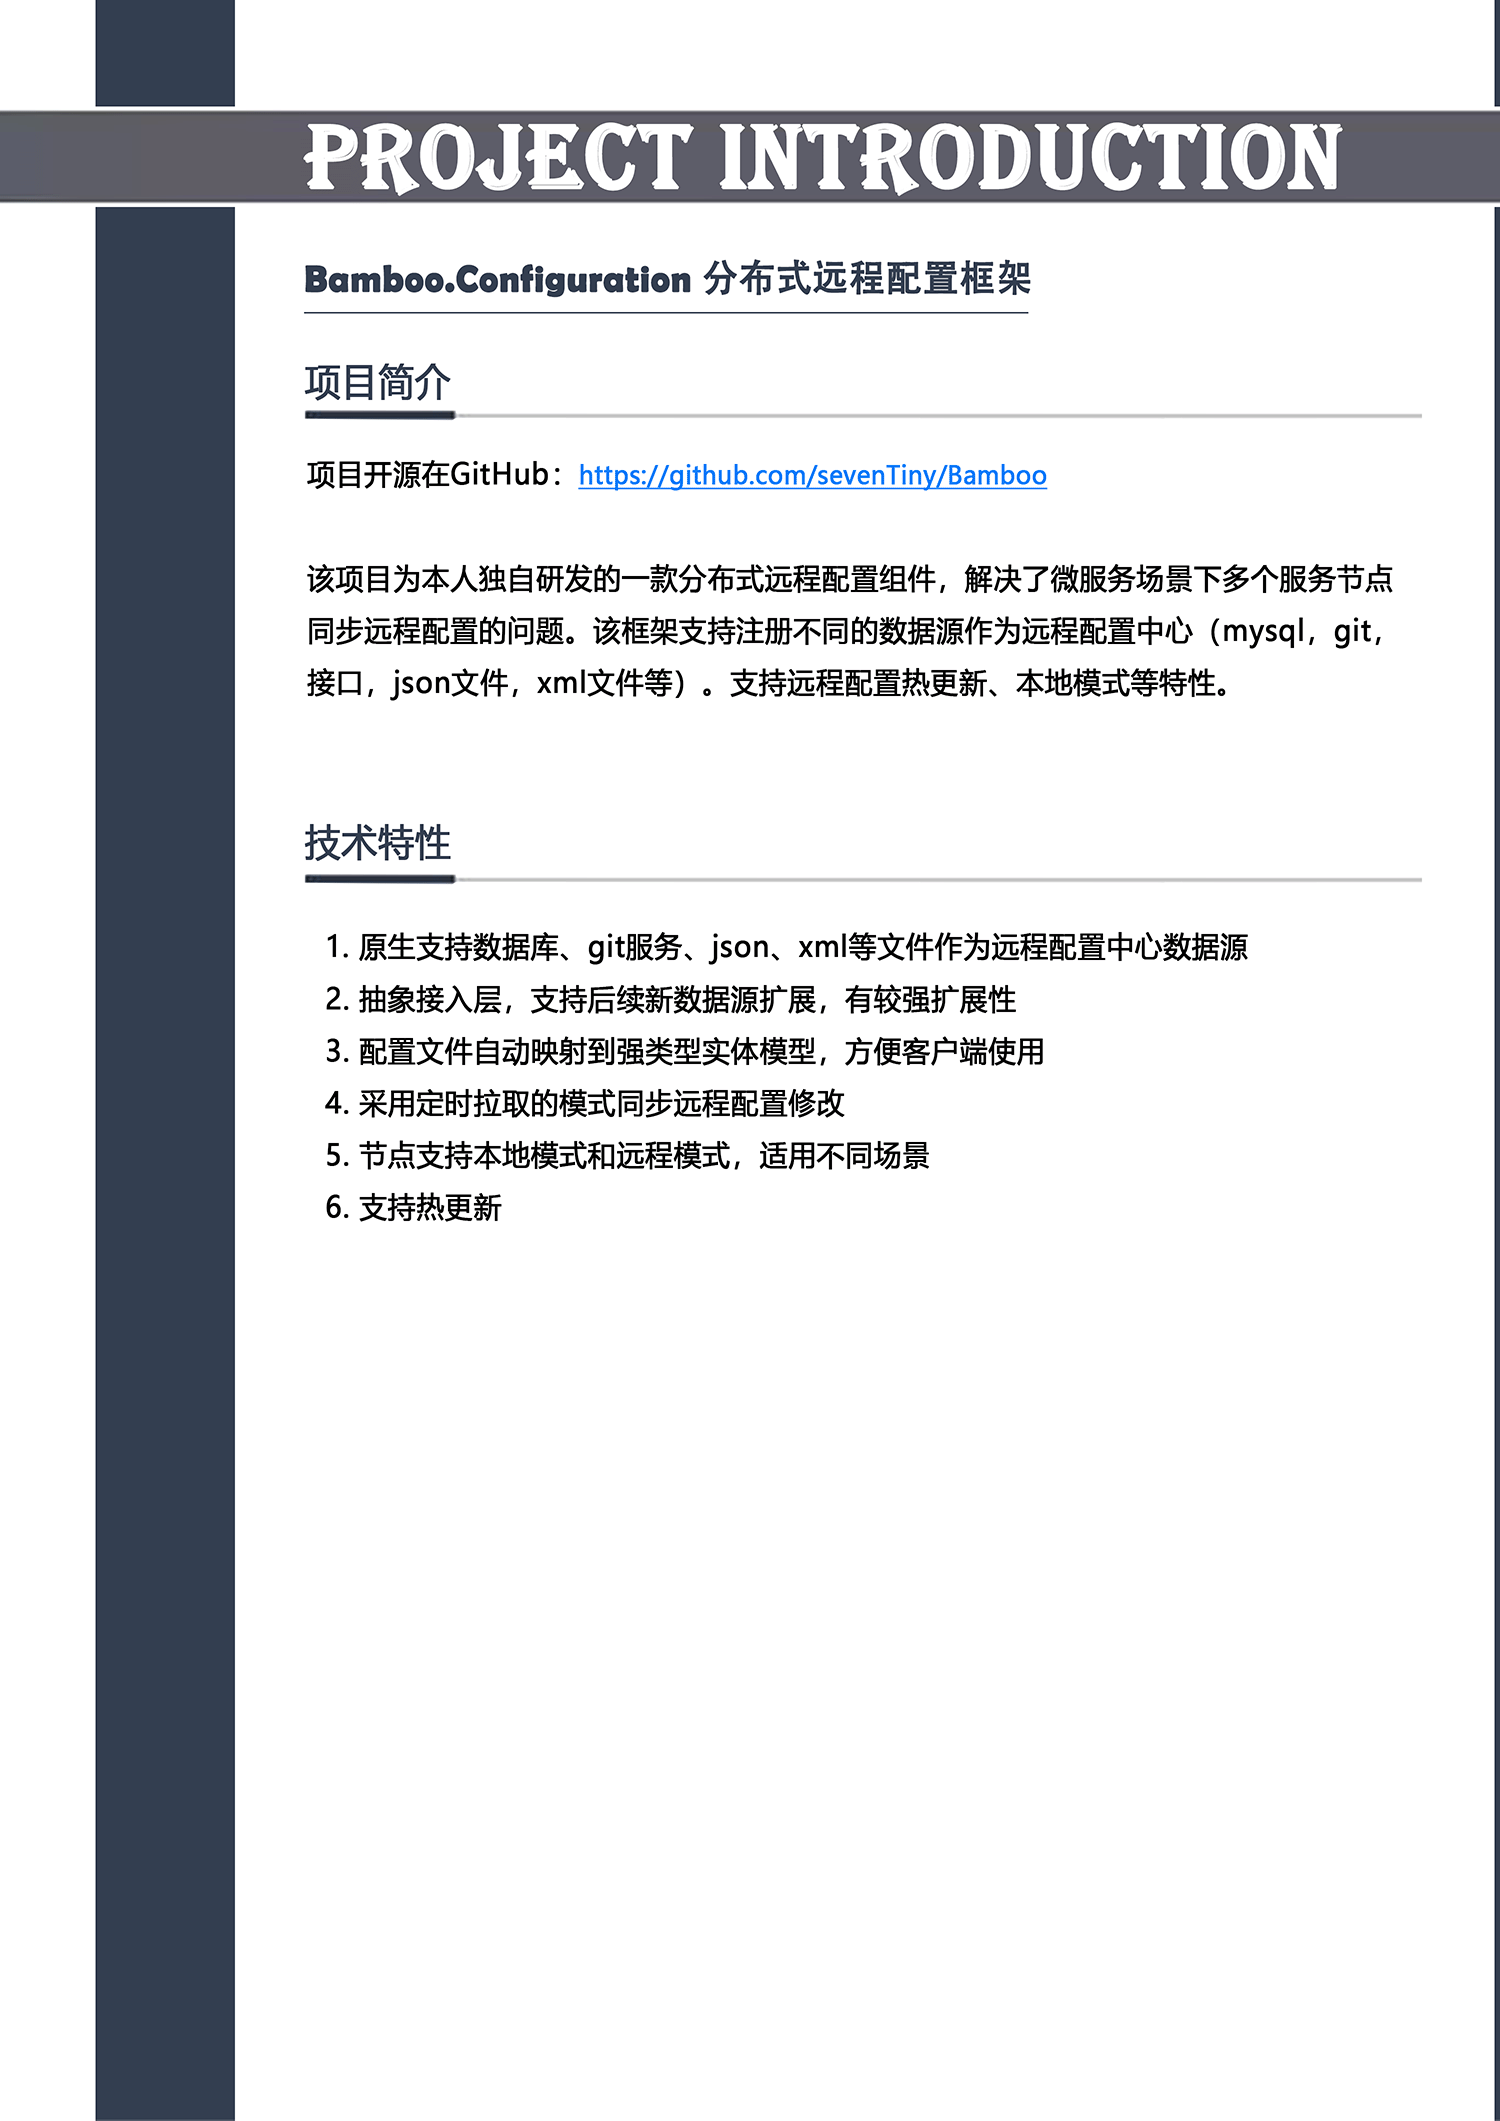 PROJECT INTRODUCTION
Bamboo.Configuration 分布式远程配置框架
项目简介
项目开源在GitHub：https://github.com/sevenTiny/Bamboo
该项目为本人独自研发的一款分布式远程配置组件，解决了微服务场景下多个服务节点
同步远程配置的问题。该框架支持注册不同的数据源作为远程配置中心（mysql，git，
接口，json文件，xml文件等）。支持远程配置热更新、本地模式等特性。
技术特性
1. 原生支持数据库、git服务、json、xml等文件作为远程配置中心数据源
2. 抽象接入层，支持后续新数据源扩展，有较强扩展性
3. 配置文件自动映射到强类型实体模型，方便客户端使用
4. 采用定时拉取的模式同步远程配置修改
5. 节点支持本地模式和远程模式，适用不同场景
6. 支持热更新